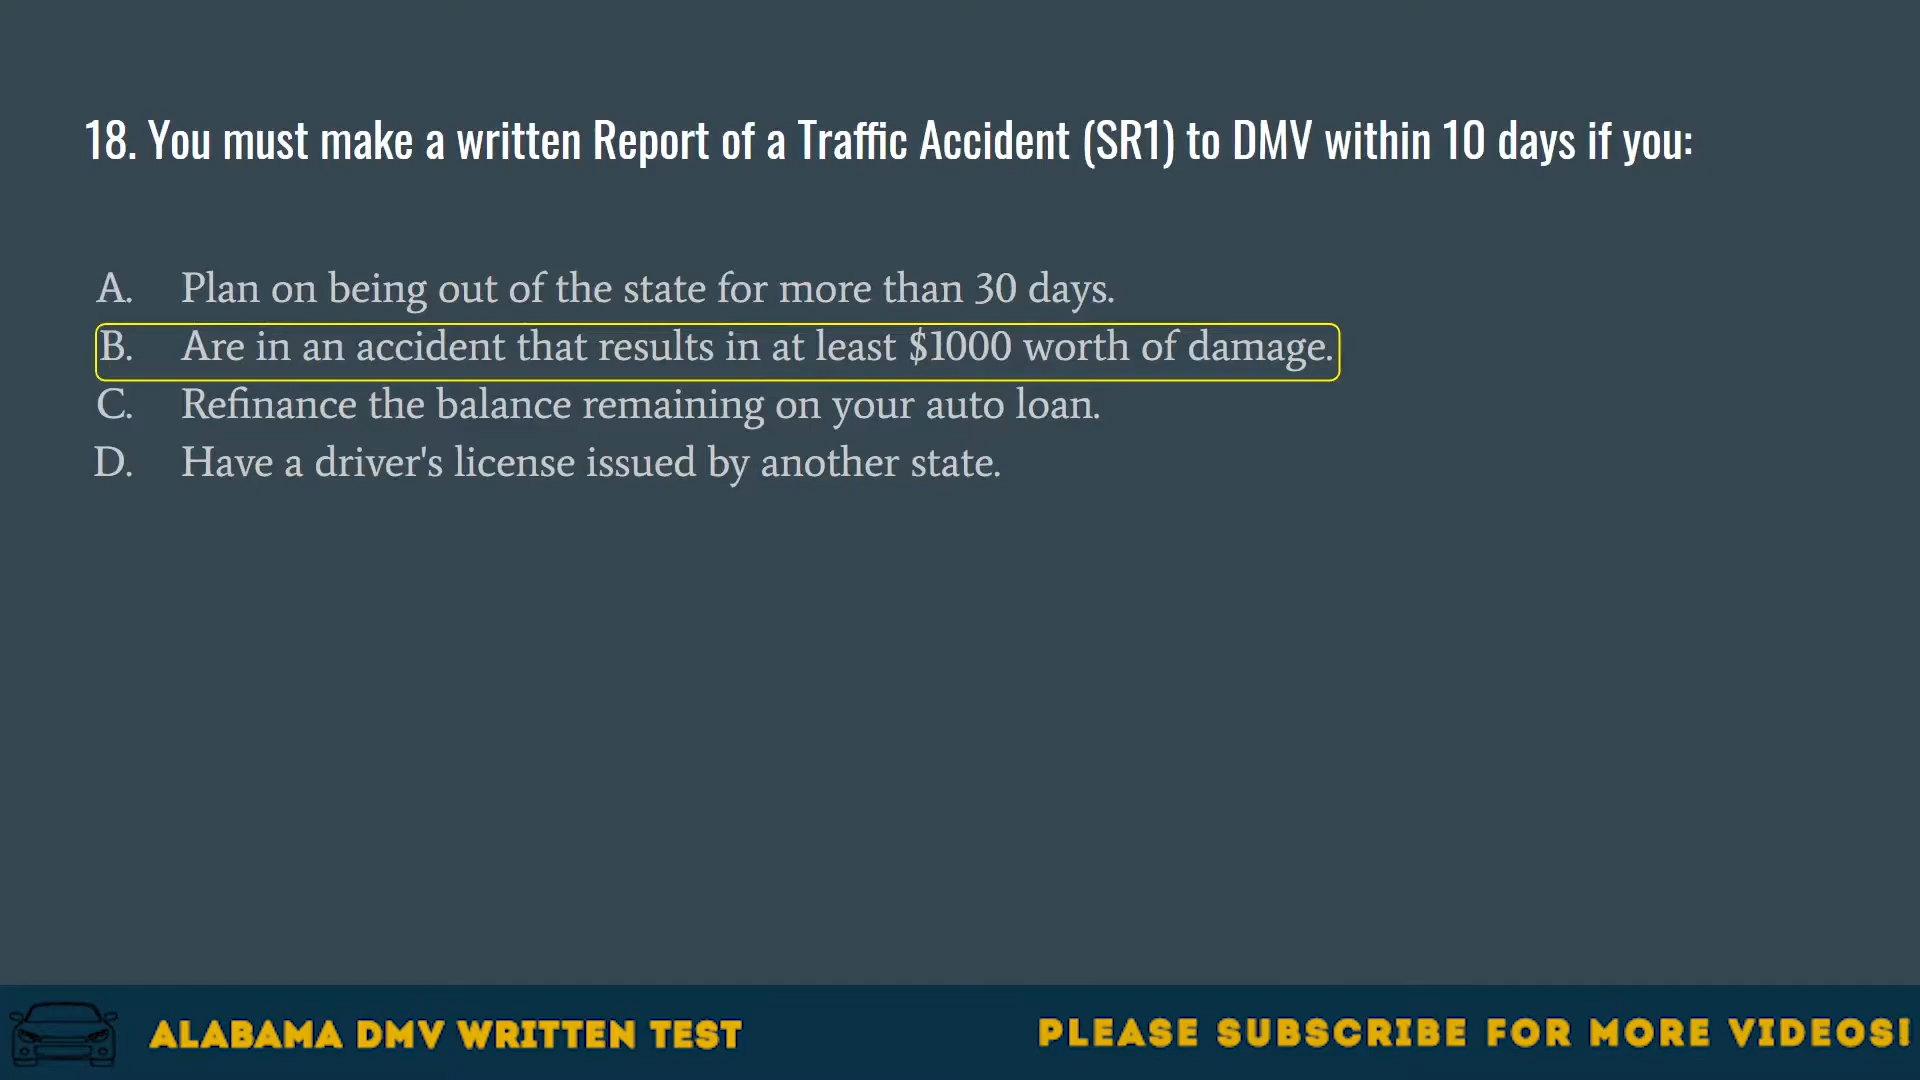 18. You must make a written Report of a Traffic Accident (SR1) to DMV within 10 days if you:
A. Plan on being out of the state for more than 30 days.
B. Are in an accident that results in at least $1000 worth of damage.
C. Refinance the balance remaining on your auto loan.
D. Have a driver's license issued by another state.
ALABAMA DMV WRITTEN TEST
PLEASE SUBSCRIBE FOR MORE VIDEOS!